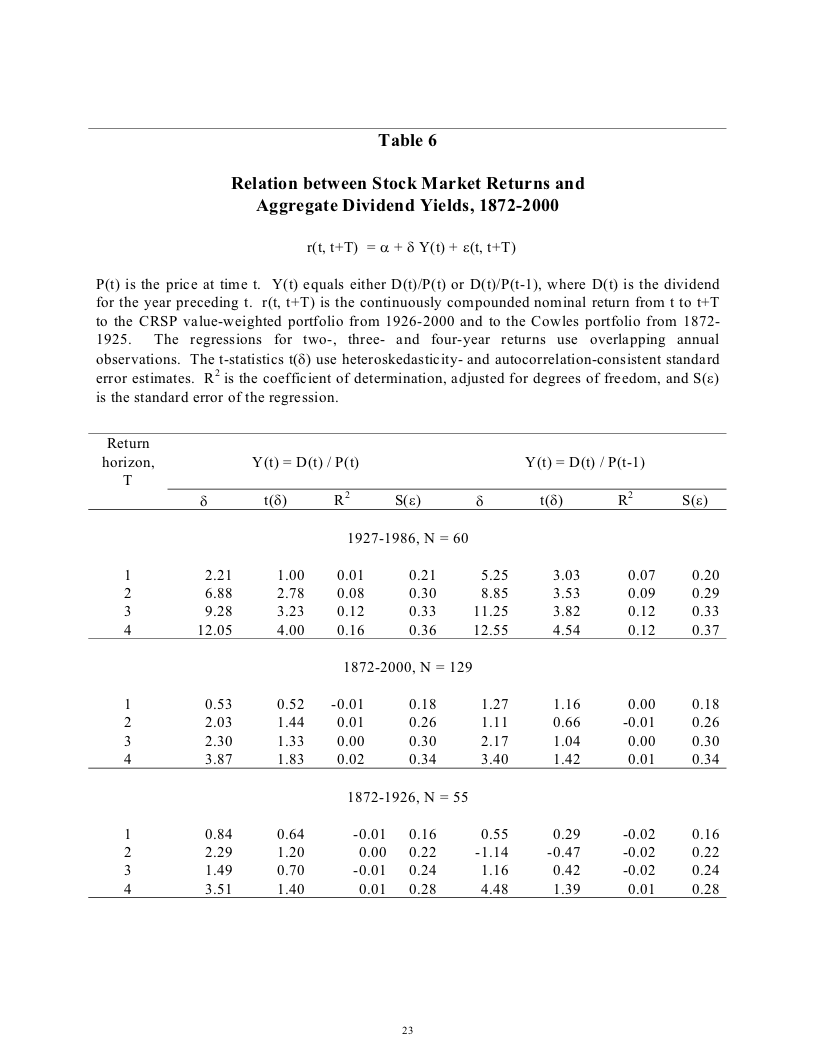 Table 6
Relation between Stock Market Returns and
Aggregate Dividend Yields, 1872-2000
r(t, t+T) = α + δ Y(t) + ε(t, t+T)
P(t) is the price at time t. Y(t) equals either D(t)/P(t) or D(t)/P(t-1), where D(t) is the dividend
for the year preceding t. r(t, t+T) is the continuously compounded nominal return from t to t+T
to the CRSP value-weighted portfolio from 1926-2000 and to the Cowles portfolio from 1872-
1925. The regressions for two-, three- and four-year returns use overlapping annual
observations. The t-statistics t(δ) use heteroskedasticity- and autocorrelation-consistent standard
error estimates. R² is the coefficient of determination, adjusted for degrees of freedom, and S(ε)
is the standard error of the regression.
Return
horizon, Y(t) = D(t) / P(t) Y(t) = D(t) / P(t-1)
T
δ t(δ) R² S(ε) δ t(δ) R² S(ε)
1927-1986, N = 60
1 2.21 1.00 0.01 0.21 5.25 3.03 0.07 0.20
2 6.88 2.78 0.08 0.30 8.85 3.53 0.09 0.29
3 9.28 3.23 0.12 0.33 11.25 3.82 0.12 0.33
4 12.05 4.00 0.16 0.36 12.55 4.54 0.12 0.37
1872-2000, N = 129
1 0.53 0.52 -0.01 0.18 1.27 1.16 0.00 0.18
2 2.03 1.44 0.01 0.26 1.11 0.66 -0.01 0.26
3 2.30 1.33 0.00 0.30 2.17 1.04 0.00 0.30
4 3.87 1.83 0.02 0.34 3.40 1.42 0.01 0.34
1872-1926, N = 55
1 0.84 0.64 -0.01 0.16 0.55 0.29 -0.02 0.16
2 2.29 1.20 0.00 0.22 -1.14 -0.47 -0.02 0.22
3 1.49 0.70 -0.01 0.24 1.16 0.42 -0.02 0.24
4 3.51 1.40 0.01 0.28 4.48 1.39 0.01 0.28
23